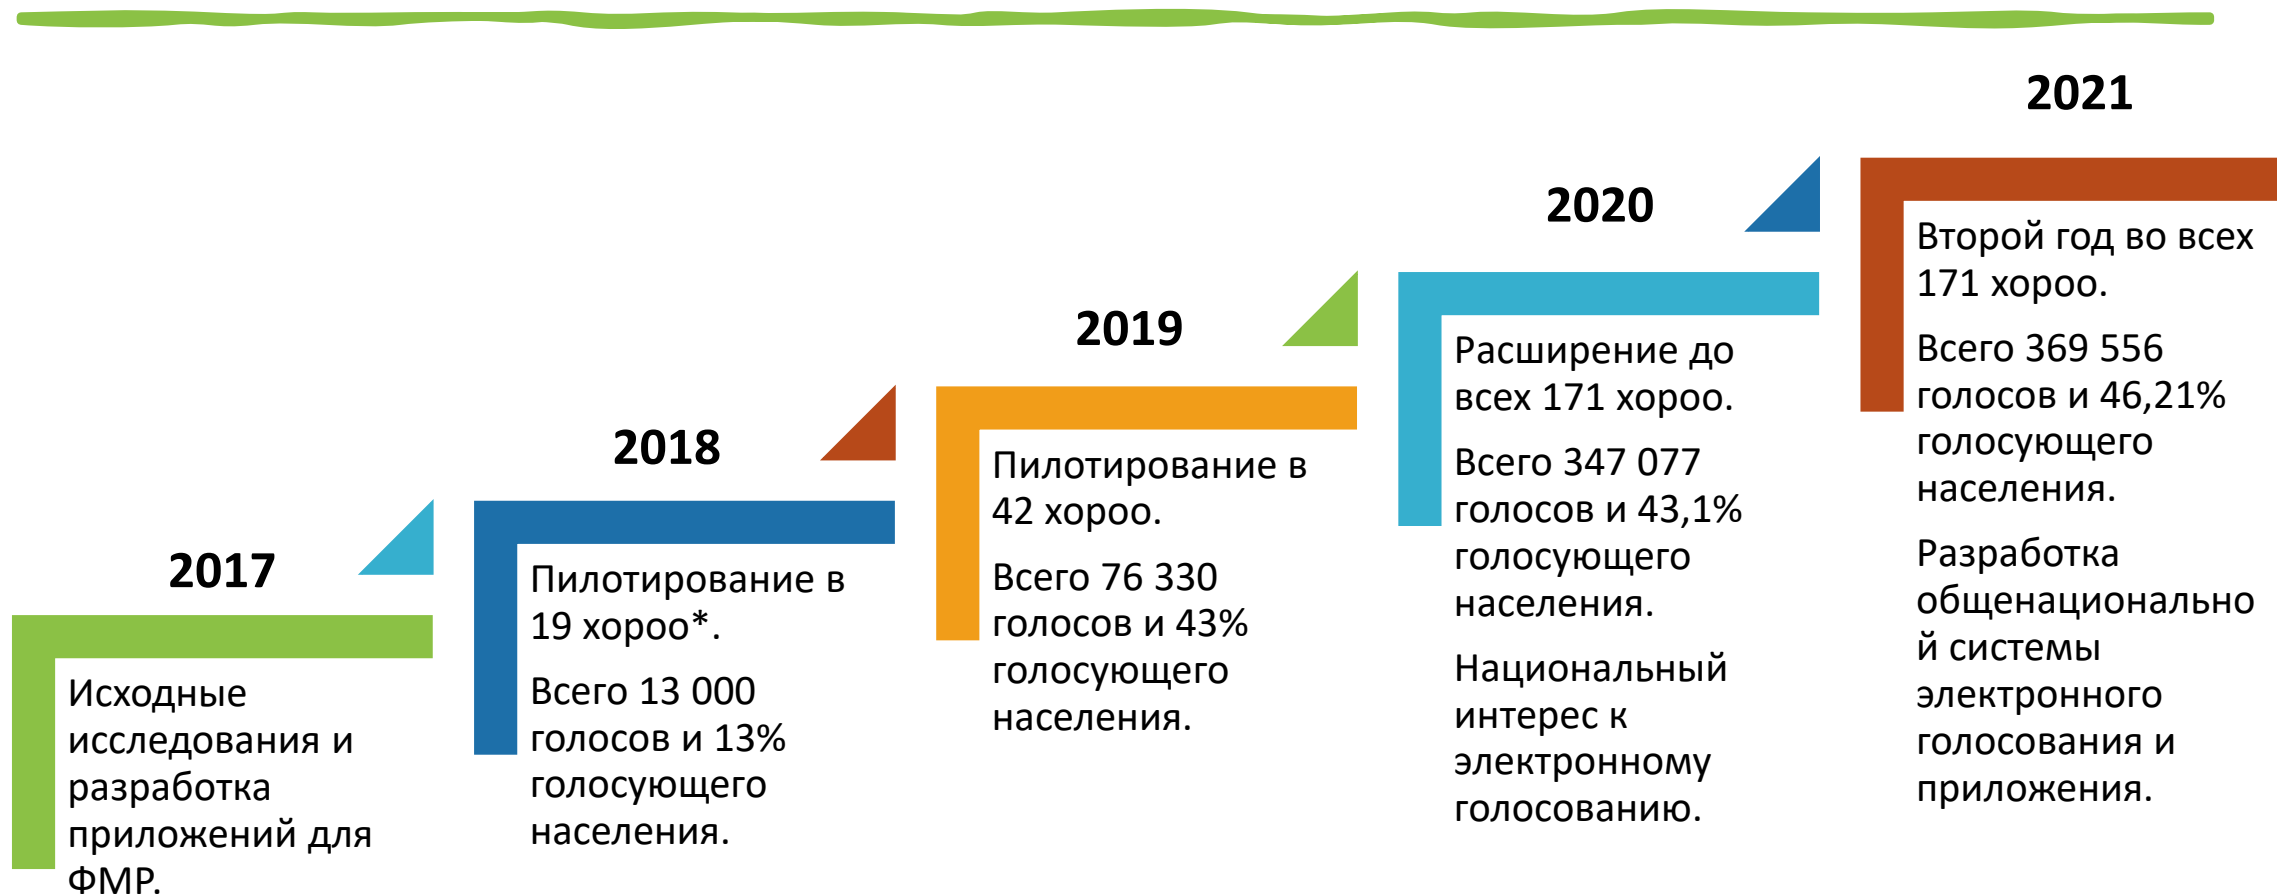 2017
Исходные
исследования и
разработка
приложений для
ФМР.
2018
Пилотирование в
19 хороо*.
Всего 13 000
голосов и 13%
голосующего
населения.
2019
Пилотирование в
42 хороо.
Всего 76 330
голосов и 43%
голосующего
населения.
2020
Расширение до
всех 171 хороо.
Всего 347 077
голосов и 43,1%
голосующего
населения.
Национальный
интерес к
электронному
голосованию.
2021
Второй год во всех
171 хороо.
Всего 369 556
голосов и 46,21%
голосующего
населения.
Разработка
общенационально
й системы
электронного
голосования и
приложения.